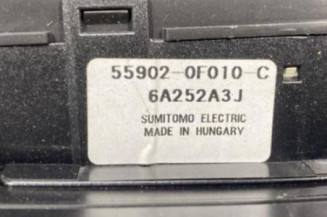 55902-0F010-C
6A252A3J
SUMITOMO ELECTRIC
MADE IN HUNGARY